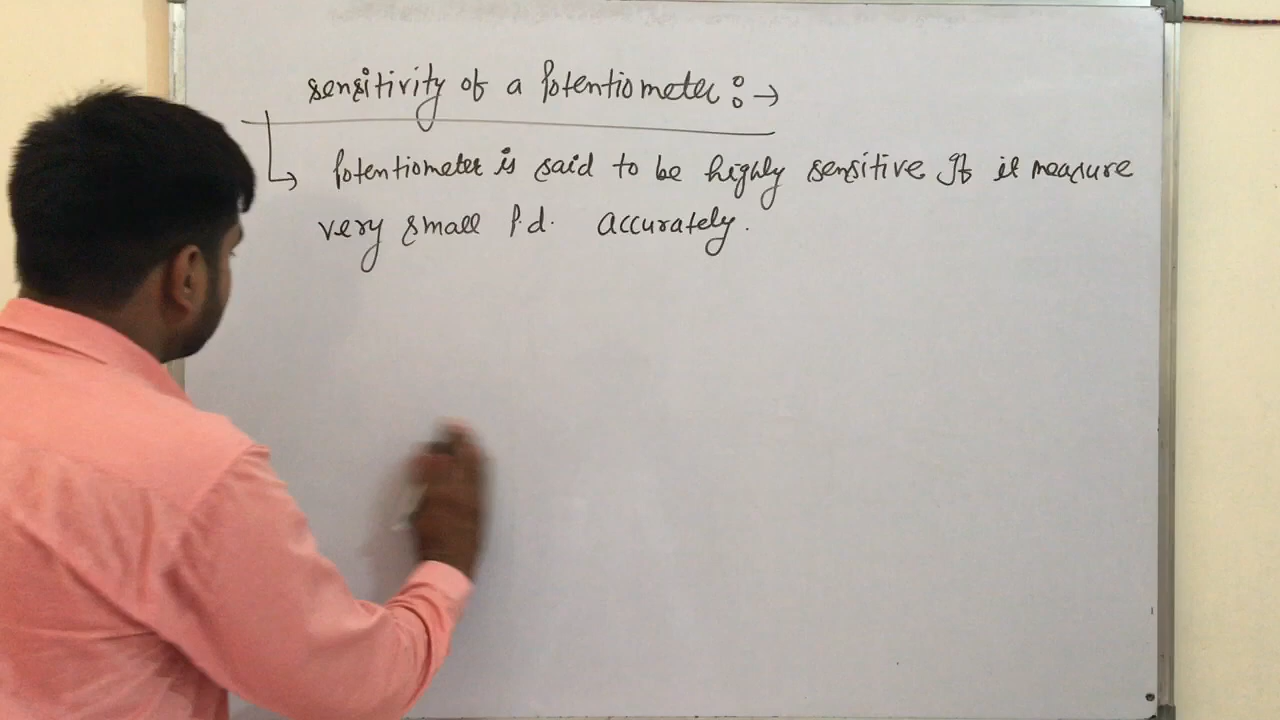 sensitivity of a Potentiometer : →
Potentiometer is said to be highly sensitive If it measure
very small P.d. accurately.